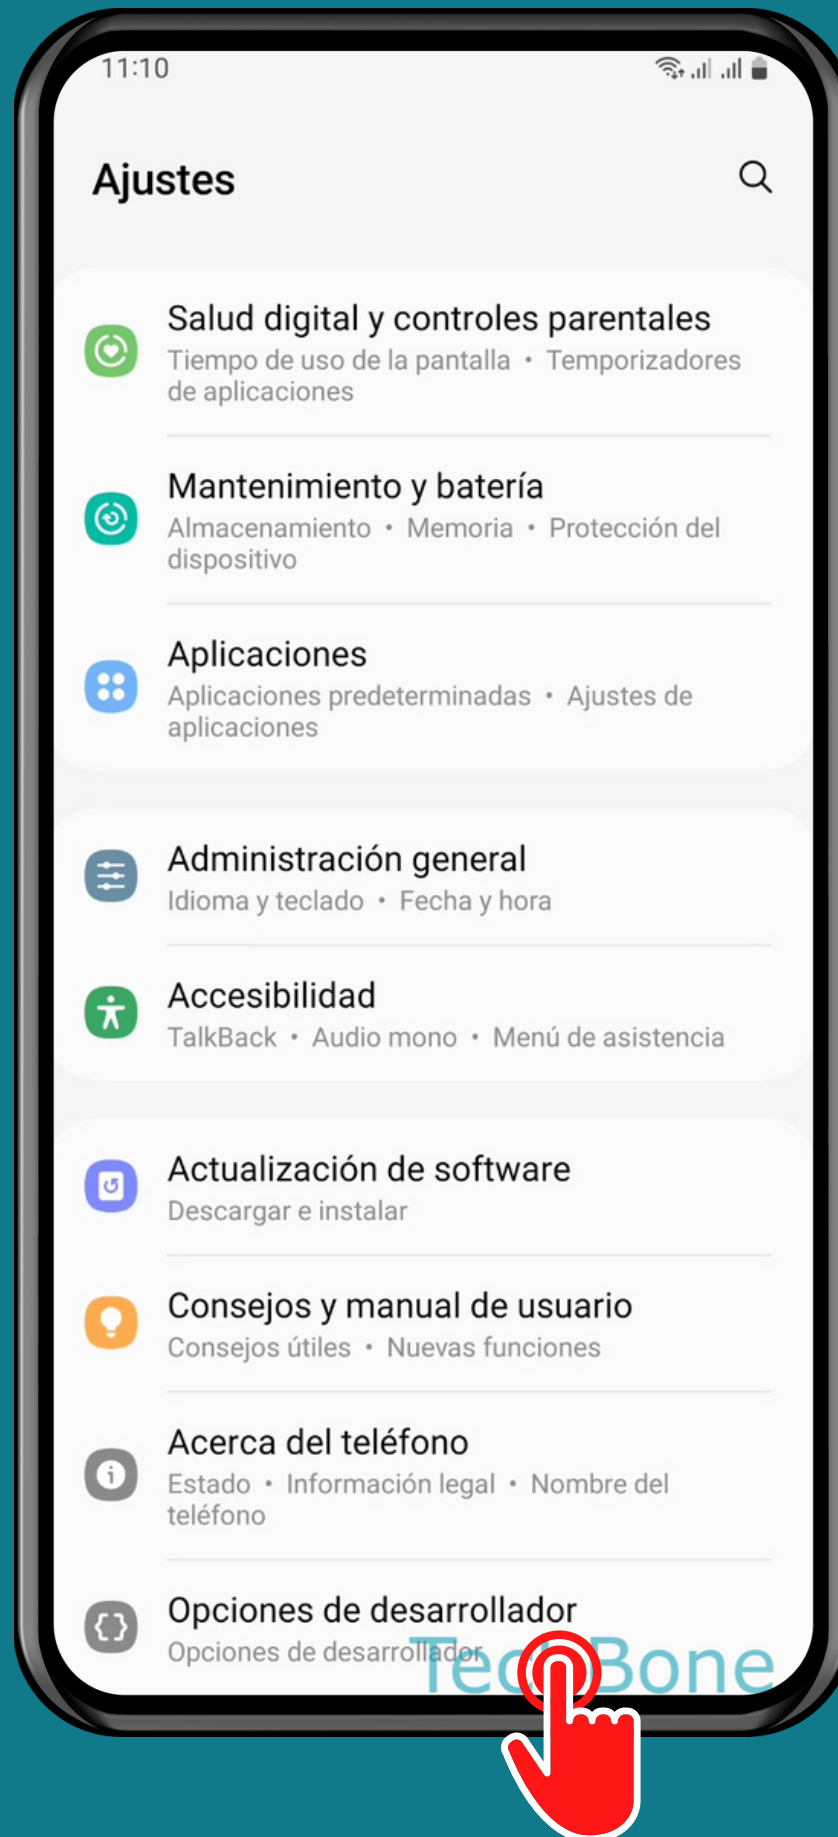 11:10
Ajustes
Salud digital y controles parentales
Tiempo de uso de la pantalla • Temporizadores
de aplicaciones
Mantenimiento y batería
Almacenamiento • Memoria • Protección del
dispositivo
Aplicaciones
Aplicaciones predeterminadas • Ajustes de
aplicaciones
Administración general
Idioma y teclado • Fecha y hora
Accesibilidad
TalkBack • Audio mono • Menú de asistencia
Actualización de software
Descargar e instalar
Consejos y manual de usuario
Consejos útiles • Nuevas funciones
Acerca del teléfono
Estado • Información legal • Nombre del
teléfono
Opciones de desarrollador
Opciones de desarrollador